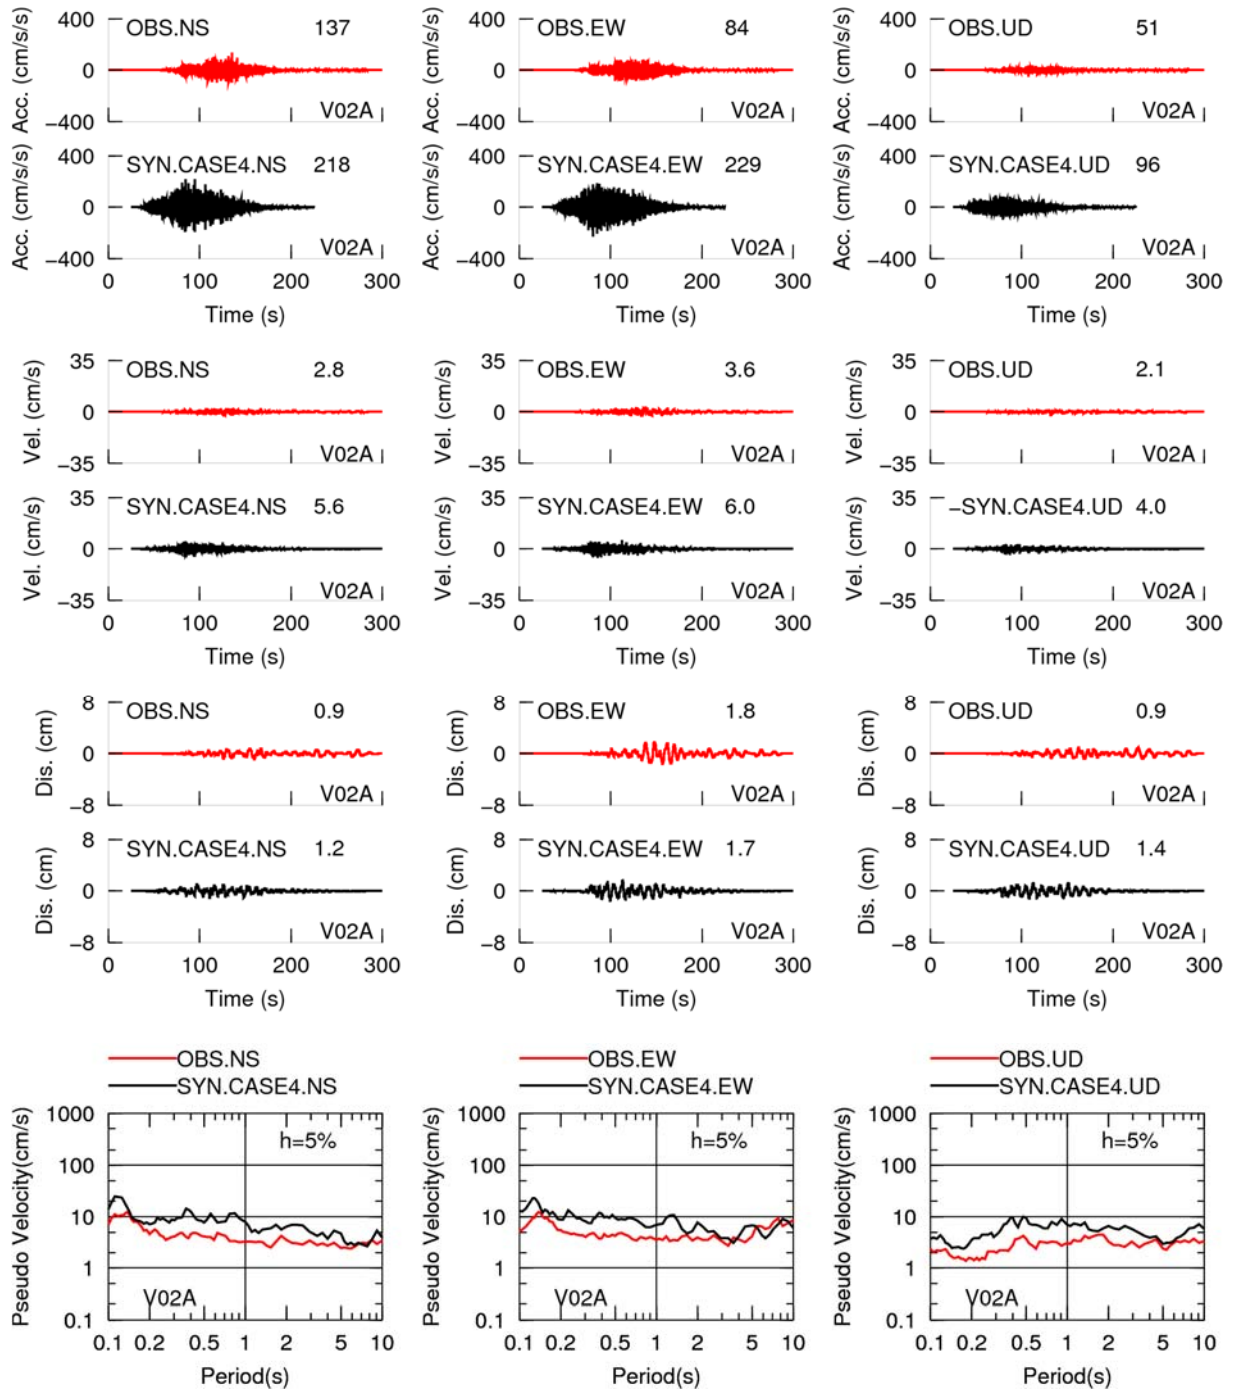 400 OBS.NS 137 400 OBS.EW 84 400 OBS.UD 51
0 0 0
−400 V02A −400 V02A −400 V02A
Acc. (cm/s/s) Acc. (cm/s/s) Acc. (cm/s/s)
400 SYN.CASE4.NS 218 400 SYN.CASE4.EW 229 400 SYN.CASE4.UD 96
0 0 0
−400 V02A −400 V02A −400 V02A
Acc. (cm/s/s) Acc. (cm/s/s) Acc. (cm/s/s)
0 100 200 300 0 100 200 300 0 100 200 300
Time (s) Time (s) Time (s)
35 OBS.NS 2.8 35 OBS.EW 3.6 35 OBS.UD 2.1
0 0 0
−35 V02A −35 V02A −35 V02A
Vel. (cm/s) Vel. (cm/s) Vel. (cm/s)
35 SYN.CASE4.NS 5.6 35 SYN.CASE4.EW 6.0 35 −SYN.CASE4.UD 4.0
0 0 0
−35 V02A −35 V02A −35 V02A
Vel. (cm/s) Vel. (cm/s) Vel. (cm/s)
0 100 200 300 0 100 200 300 0 100 200 300
Time (s) Time (s) Time (s)
8 OBS.NS 0.9 8 OBS.EW 1.8 8 OBS.UD 0.9
0 0 0
−8 V02A −8 V02A −8 V02A
Dis. (cm) Dis. (cm) Dis. (cm)
8 SYN.CASE4.NS 1.2 8 SYN.CASE4.EW 1.7 8 SYN.CASE4.UD 1.4
0 0 0
−8 V02A −8 V02A −8 V02A
Dis. (cm) Dis. (cm) Dis. (cm)
0 100 200 300 0 100 200 300 0 100 200 300
Time (s) Time (s) Time (s)
OBS.NS OBS.EW OBS.UD
SYN.CASE4.NS SYN.CASE4.EW SYN.CASE4.UD
1000 1000 1000
h=5% h=5% h=5%
100 100 100
10 10 10
1 1 1
V02A V02A V02A
0.1 0.1 0.1
Pseudo Velocity(cm/s) Pseudo Velocity(cm/s) Pseudo Velocity(cm/s)
0.1 0.2 0.5 1 2 5 10 0.1 0.2 0.5 1 2 5 10 0.1 0.2 0.5 1 2 5 10
Period(s) Period(s) Period(s)